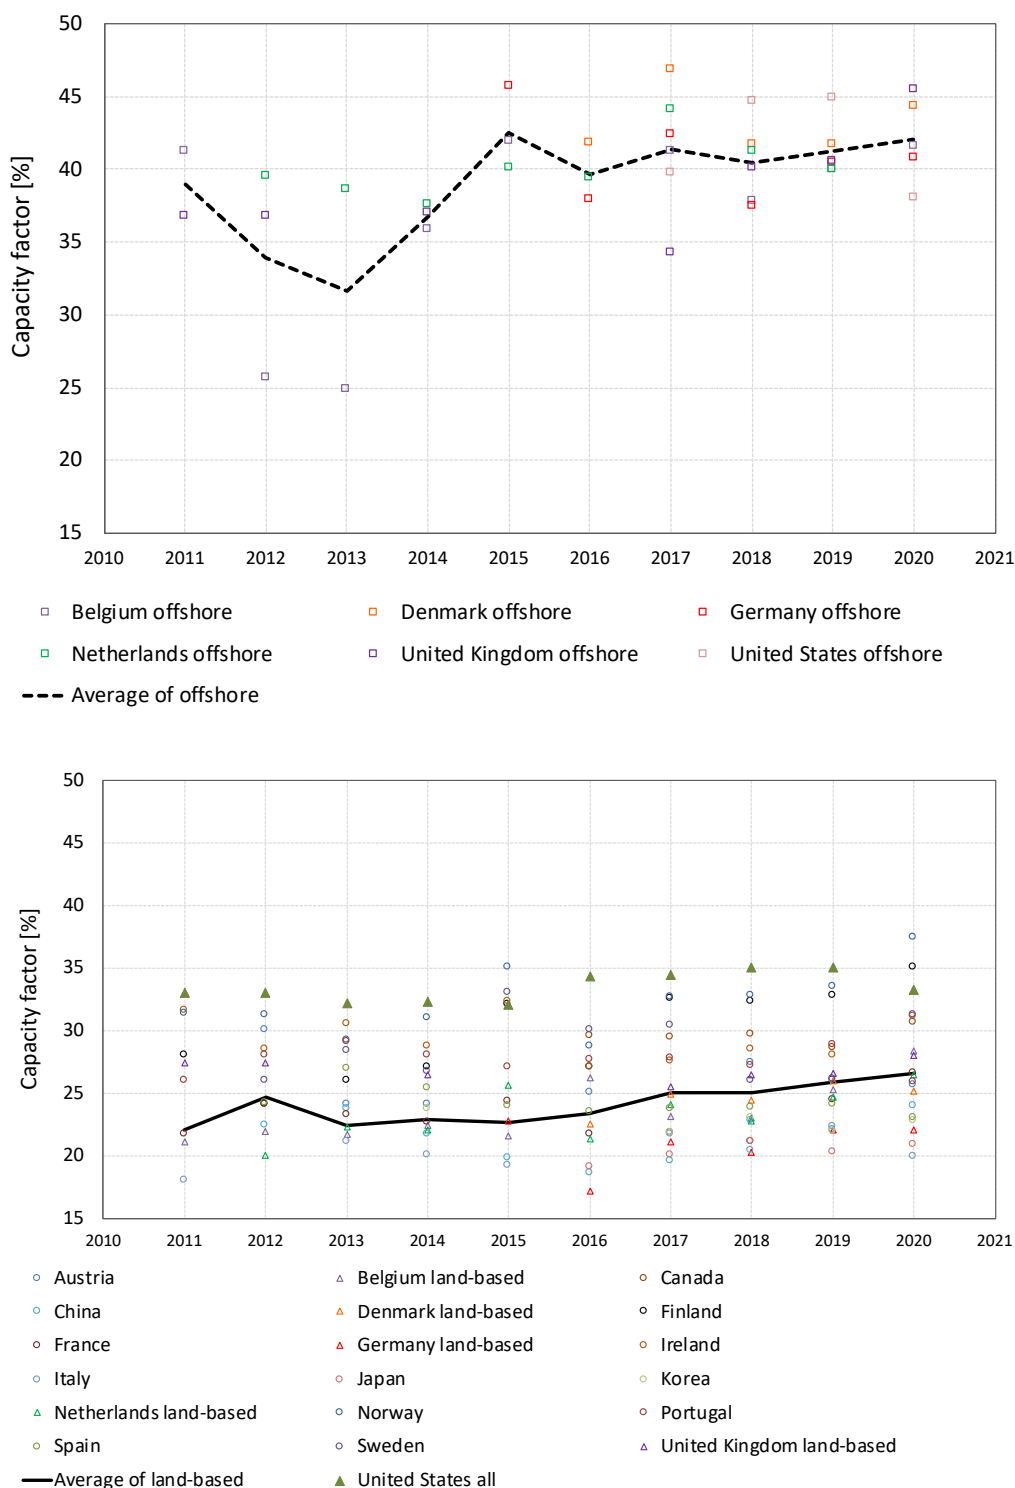 50
45
40
35
30
25
20
15
Capacity factor [%]
2010 2011 2012 2013 2014 2015 2016 2017 2018 2019 2020 2021
Belgium offshore Denmark offshore Germany offshore
Netherlands offshore United Kingdom offshore United States offshore
Average of offshore
50
45
40
35
30
25
20
15
Capacity factor [%]
2010 2011 2012 2013 2014 2015 2016 2017 2018 2019 2020 2021
Austria Belgium land-based Canada
China Denmark land-based Finland
France Germany land-based Ireland
Italy Japan Korea
Netherlands land-based Norway Portugal
Spain Sweden United Kingdom land-based
Average of land-based United States all